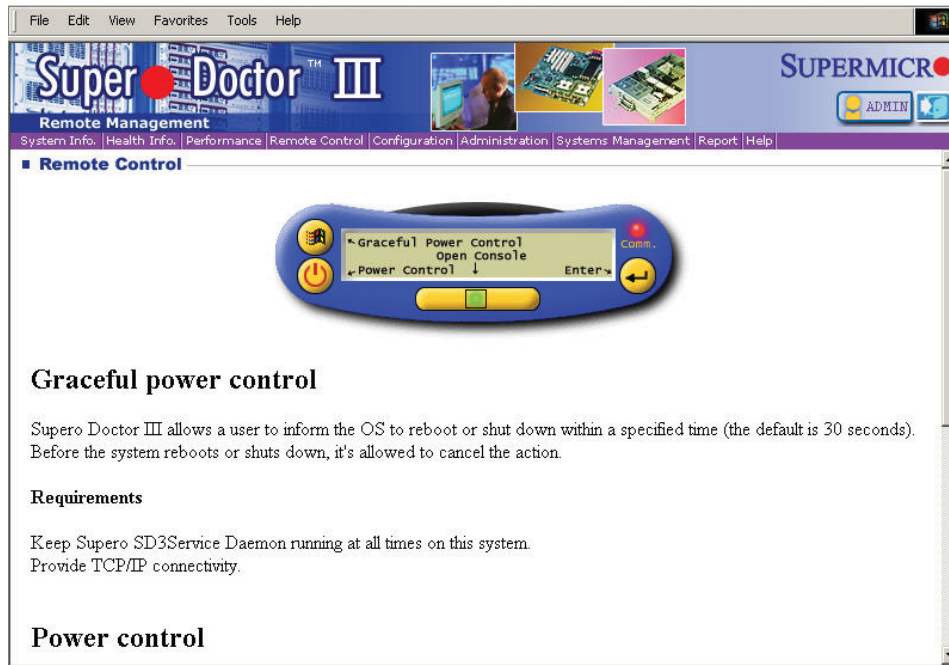 File Edit View Favorites Tools Help
Super Doctor™ III
Remote Management
SUPERMICR
ADMIN
System Info. Health Info. Performance Remote Control Configuration Administration Systems Management Report Help
Remote Control
Graceful Power Control
Open Console
Power Control ↓ Enter
Comm.
Graceful power control
Supero Doctor III allows a user to inform the OS to reboot or shut down within a specified time (the default is 30 seconds).
Before the system reboots or shuts down, it's allowed to cancel the action.
Requirements
Keep Supero SD3Service Daemon running at all times on this system.
Provide TCP/IP connectivity.
Power control